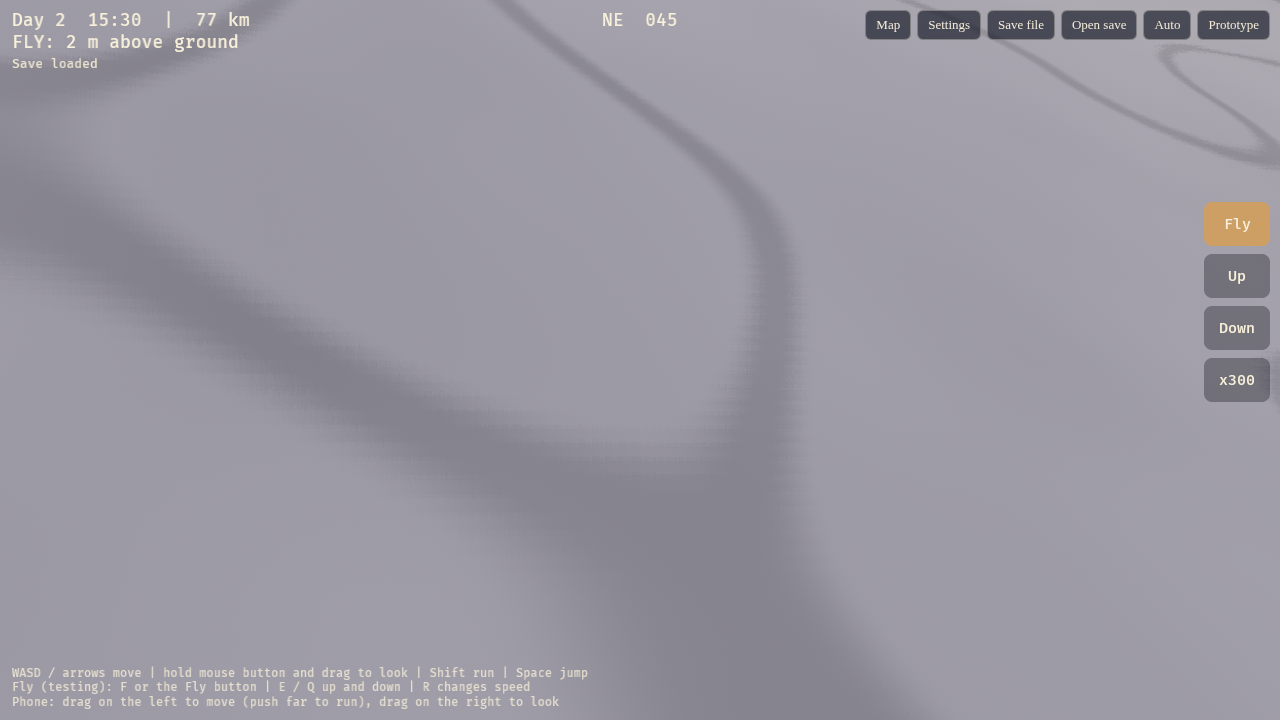 Day 2  15:30  |  77 km
FLY: 2 m above ground
Save loaded
NE  045
Map
Settings
Save file
Open save
Auto
Prototype
Fly
Up
Down
x300
WASD / arrows move | hold mouse button and drag to look | Shift run | Space jump
Fly (testing): F or the Fly button | E / Q up and down | R changes speed
Phone: drag on the left to move (push far to run), drag on the right to look